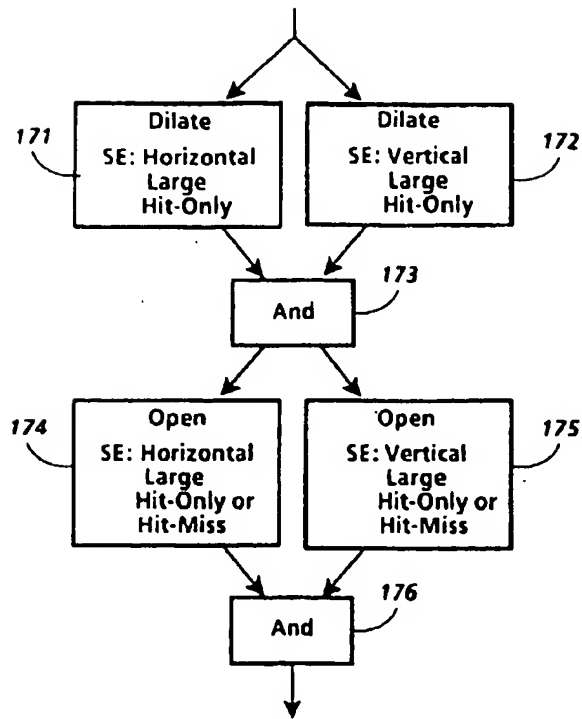 Dilate
SE: Horizontal
Large
Hit-Only
171
Dilate
SE: Vertical
Large
Hit-Only
172
And
173
Open
SE: Horizontal
Large
Hit-Only or
Hit-Miss
174
Open
SE: Vertical
Large
Hit-Only or
Hit-Miss
175
And
176